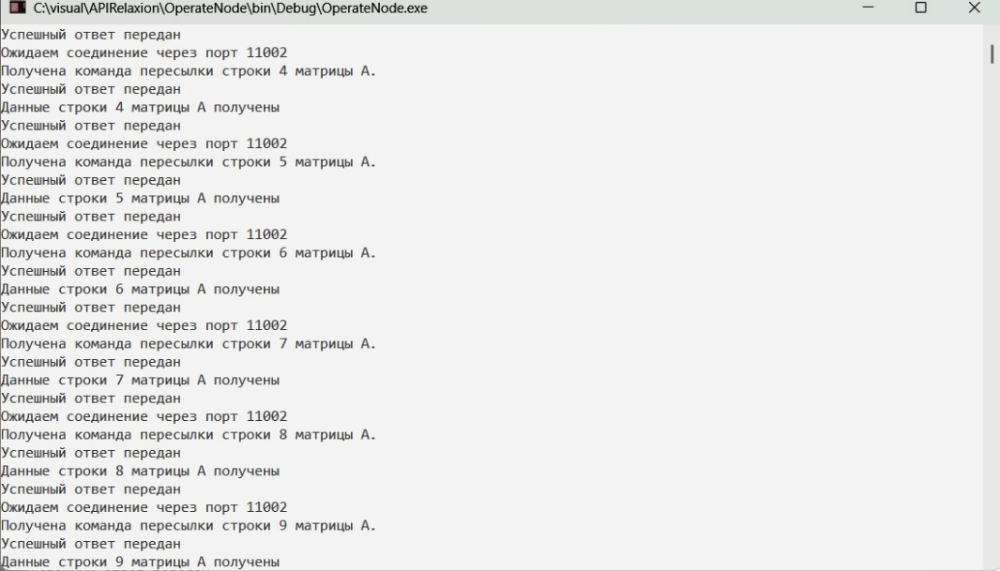 C:\visual\APIRelaxion\OperateNode\bin\Debug\OperateNode.exe
Успешный ответ передан
Ожидаем соединение через порт 11002
Получена команда пересылки строки 4 матрицы A.
Успешный ответ передан
Данные строки 4 матрицы A получены
Успешный ответ передан
Ожидаем соединение через порт 11002
Получена команда пересылки строки 5 матрицы A.
Успешный ответ передан
Данные строки 5 матрицы A получены
Успешный ответ передан
Ожидаем соединение через порт 11002
Получена команда пересылки строки 6 матрицы A.
Успешный ответ передан
Данные строки 6 матрицы A получены
Успешный ответ передан
Ожидаем соединение через порт 11002
Получена команда пересылки строки 7 матрицы A.
Успешный ответ передан
Данные строки 7 матрицы A получены
Успешный ответ передан
Ожидаем соединение через порт 11002
Получена команда пересылки строки 8 матрицы A.
Успешный ответ передан
Данные строки 8 матрицы A получены
Успешный ответ передан
Ожидаем соединение через порт 11002
Получена команда пересылки строки 9 матрицы A.
Успешный ответ передан
Данные строки 9 матрицы A получены